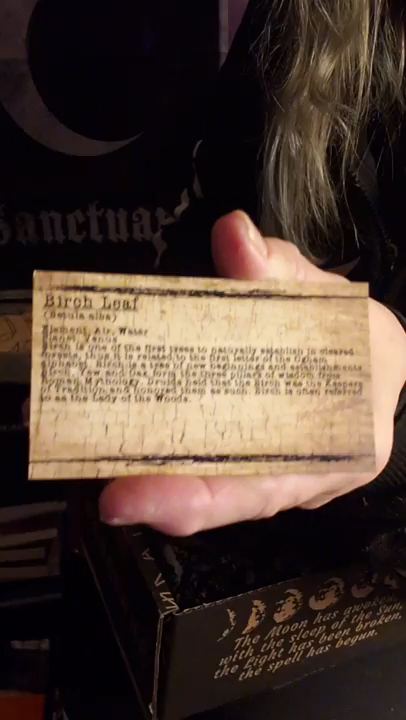 Sanctua
Birch Leaf
(Betula alba)
Element: Air, Water
Planet: Venus
Birch is one of the first trees to naturally establish in cleared
forests, thus it is related to the first letter of the Ogham
alphabet. Birch is a tree of new beginnings and establishments
Birch, Yew and Oak form the three pillars of wisdom from
Roman Mythology. Druids held that the Birch was the Keepers
of Tradition and honored them as such. Birch is often referred
to as the Lady of the Woods.
The Moon has awoken
with the sleep of the Sun,
the Light has been broken,
the spell has begun.